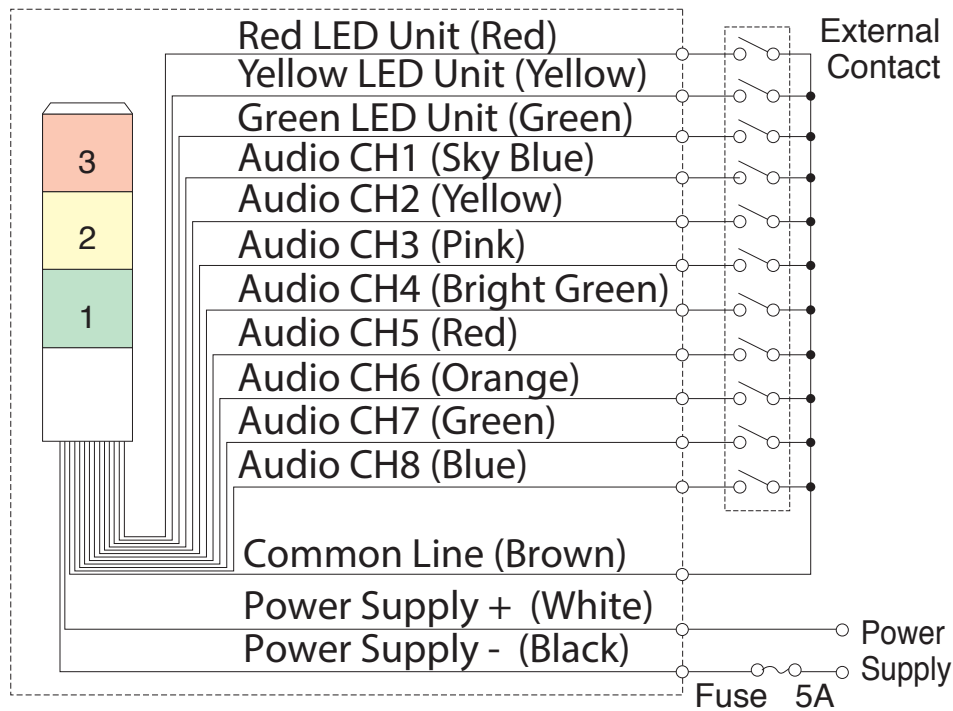 Red LED Unit (Red)
Yellow LED Unit (Yellow)
Green LED Unit (Green)
Audio CH1 (Sky Blue)
Audio CH2 (Yellow)
Audio CH3 (Pink)
Audio CH4 (Bright Green)
Audio CH5 (Red)
Audio CH6 (Orange)
Audio CH7 (Green)
Audio CH8 (Blue)
Common Line (Brown)
Power Supply + (White)
Power Supply - (Black)
External
Contact
3
2
1
Power
Supply
Fuse 5A